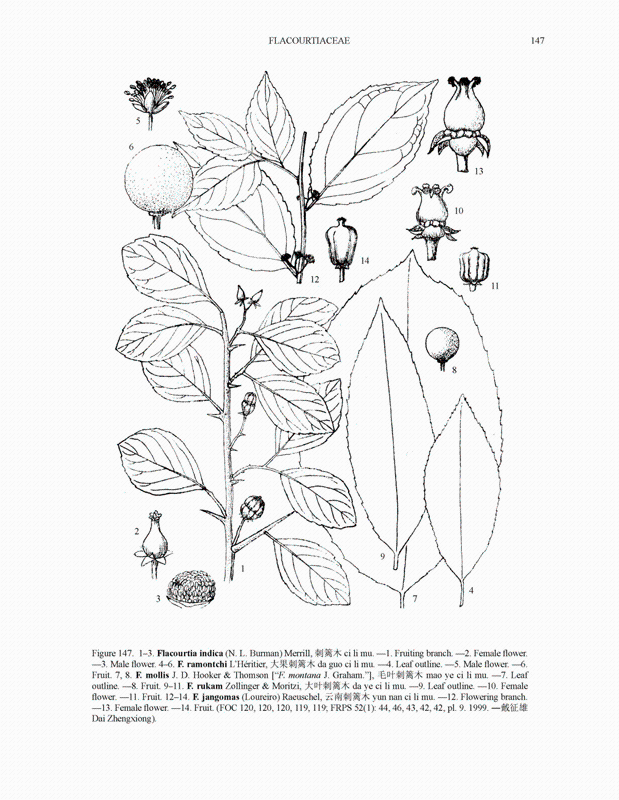 FLACOURTIACEAE 147
5
6
13
10
12
14
11
8
2
9
3
1
7
4
Figure 147. 1–3. Flacourtia indica (N. L. Burman) Merrill, 刺篱木 ci li mu. —1. Fruiting branch. —2. Female flower.
—3. Male flower. 4–6. F. ramontchi L'Héritier, 大果刺篱木 da guo ci li mu. —4. Leaf outline. —5. Male flower. —6.
Fruit. 7, 8. F. mollis J. D. Hooker & Thomson ["F. montana J. Graham."], 毛叶刺篱木 mao ye ci li mu. —7. Leaf
outline. —8. Fruit. 9–11. F. rukam Zollinger & Moritzi, 大叶刺篱木 da ye ci li mu. —9. Leaf outline. —10. Female
flower. —11. Fruit. 12–14. F. jangomas (Loureiro) Raeuschel, 云南刺篱木 yun nan ci li mu. —12. Flowering branch.
—13. Female flower. —14. Fruit. (FOC 120, 120, 120, 119, 119; FRPS 52(1): 44, 46, 43, 42, 42, pl. 9. 1999. —戴征雄
Dai Zhengxiong).